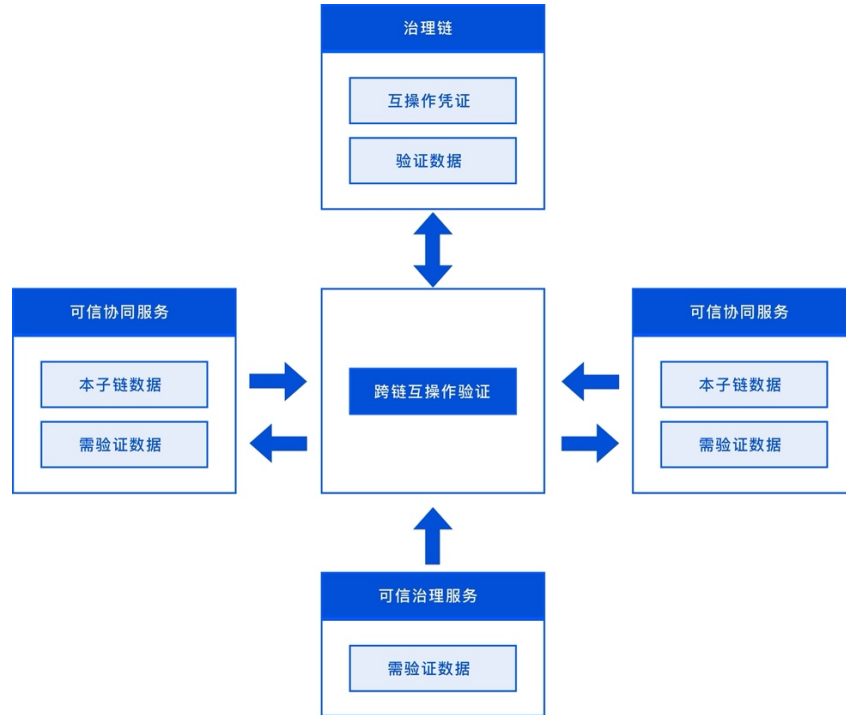 治理链
互操作凭证
验证数据
可信协同服务
本子链数据
需验证数据
跨链互操作验证
可信协同服务
本子链数据
需验证数据
可信治理服务
需验证数据